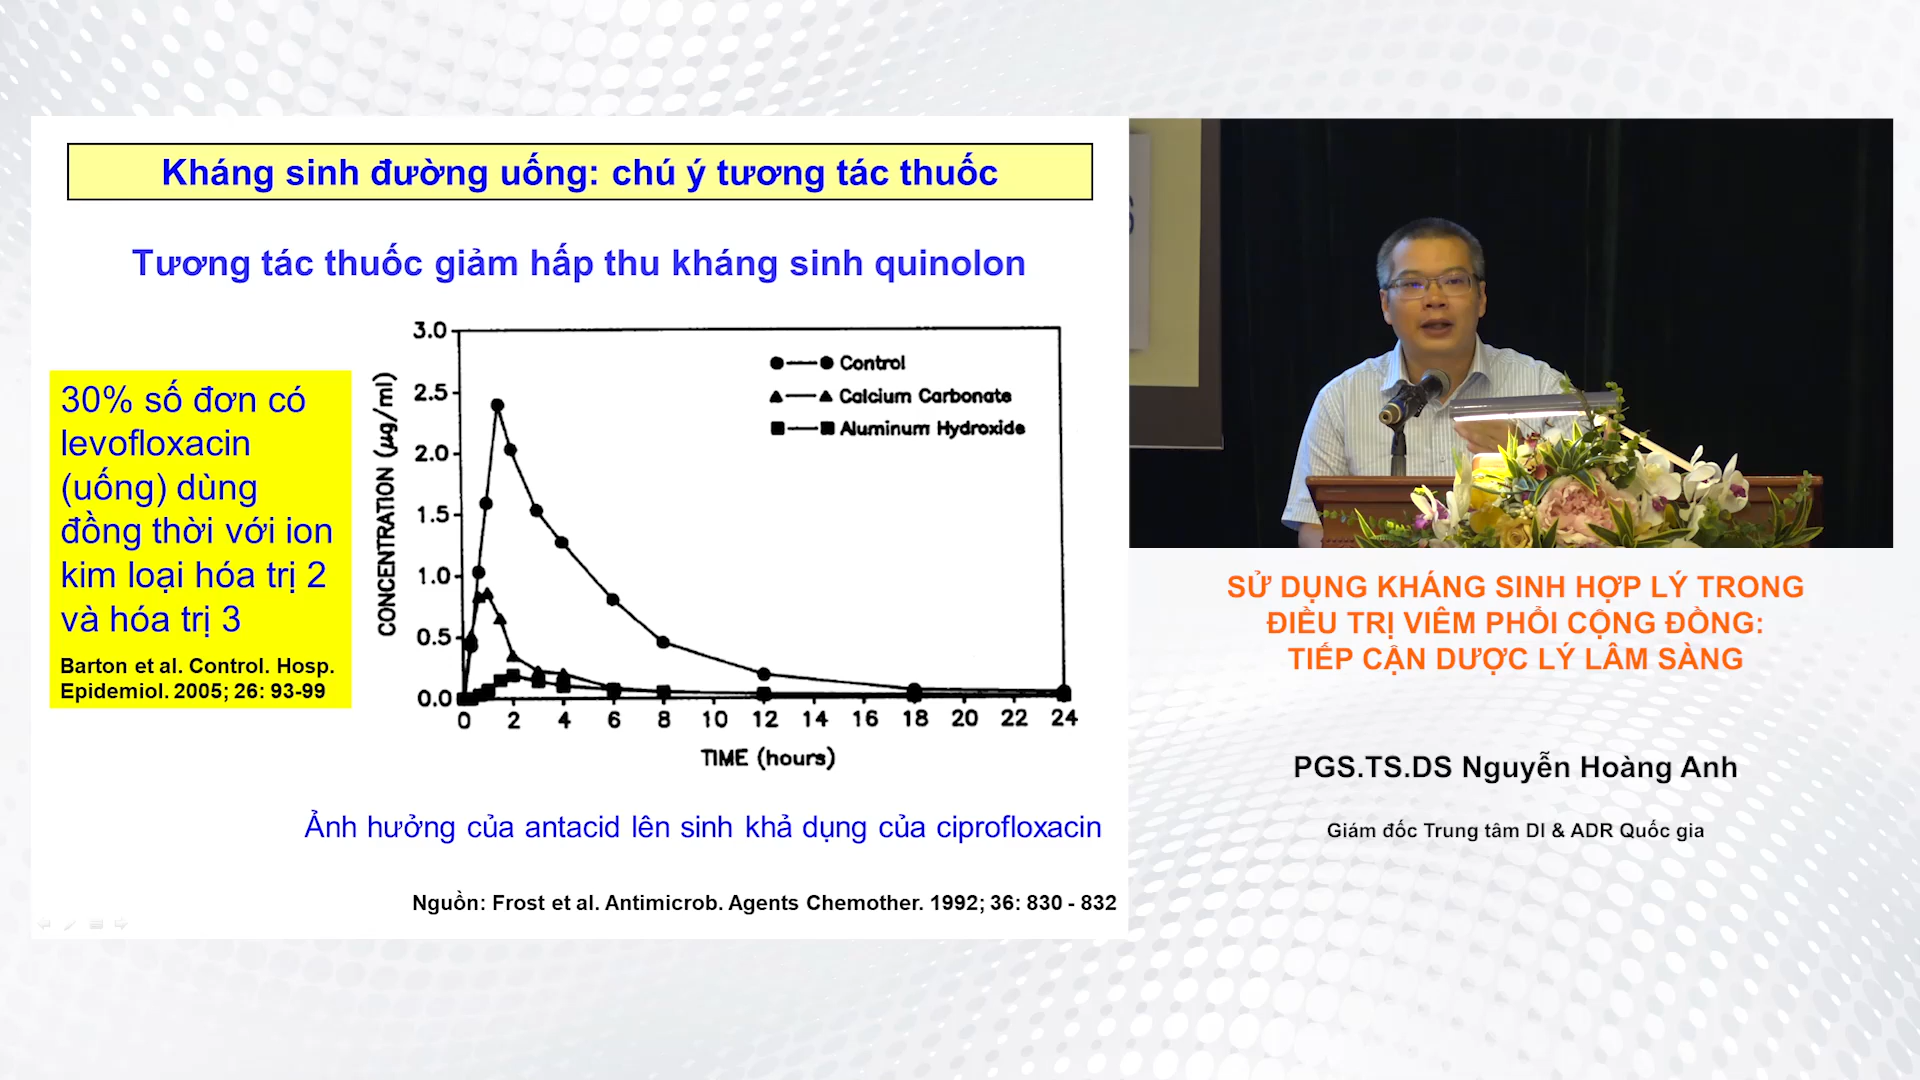 Kháng sinh đường uống: chú ý tương tác thuốc
Tương tác thuốc giảm hấp thu kháng sinh quinolon
30% số đơn có
levofloxacin
(uống) dùng
đồng thời với ion
kim loại hóa trị 2
và hóa trị 3
Barton et al. Control. Hosp.
Epidemiol. 2005; 26: 93-99
CONCENTRATION (µg/ml)
3.0
2.5
2.0
1.5
1.0
0.5
0.0
Control
Calcium Carbonate
Aluminum Hydroxide
0 2 4 6 8 10 12 14 16 18 20 22 24
TIME (hours)
Ảnh hưởng của antacid lên sinh khả dụng của ciprofloxacin
Nguồn: Frost et al. Antimicrob. Agents Chemother. 1992; 36: 830 - 832
SỬ DỤNG KHÁNG SINH HỢP LÝ TRONG
ĐIỀU TRỊ VIÊM PHỔI CỘNG ĐỒNG:
TIẾP CẬN DƯỢC LÝ LÂM SÀNG
PGS.TS.DS Nguyễn Hoàng Anh
Giám đốc Trung tâm DI & ADR Quốc gia